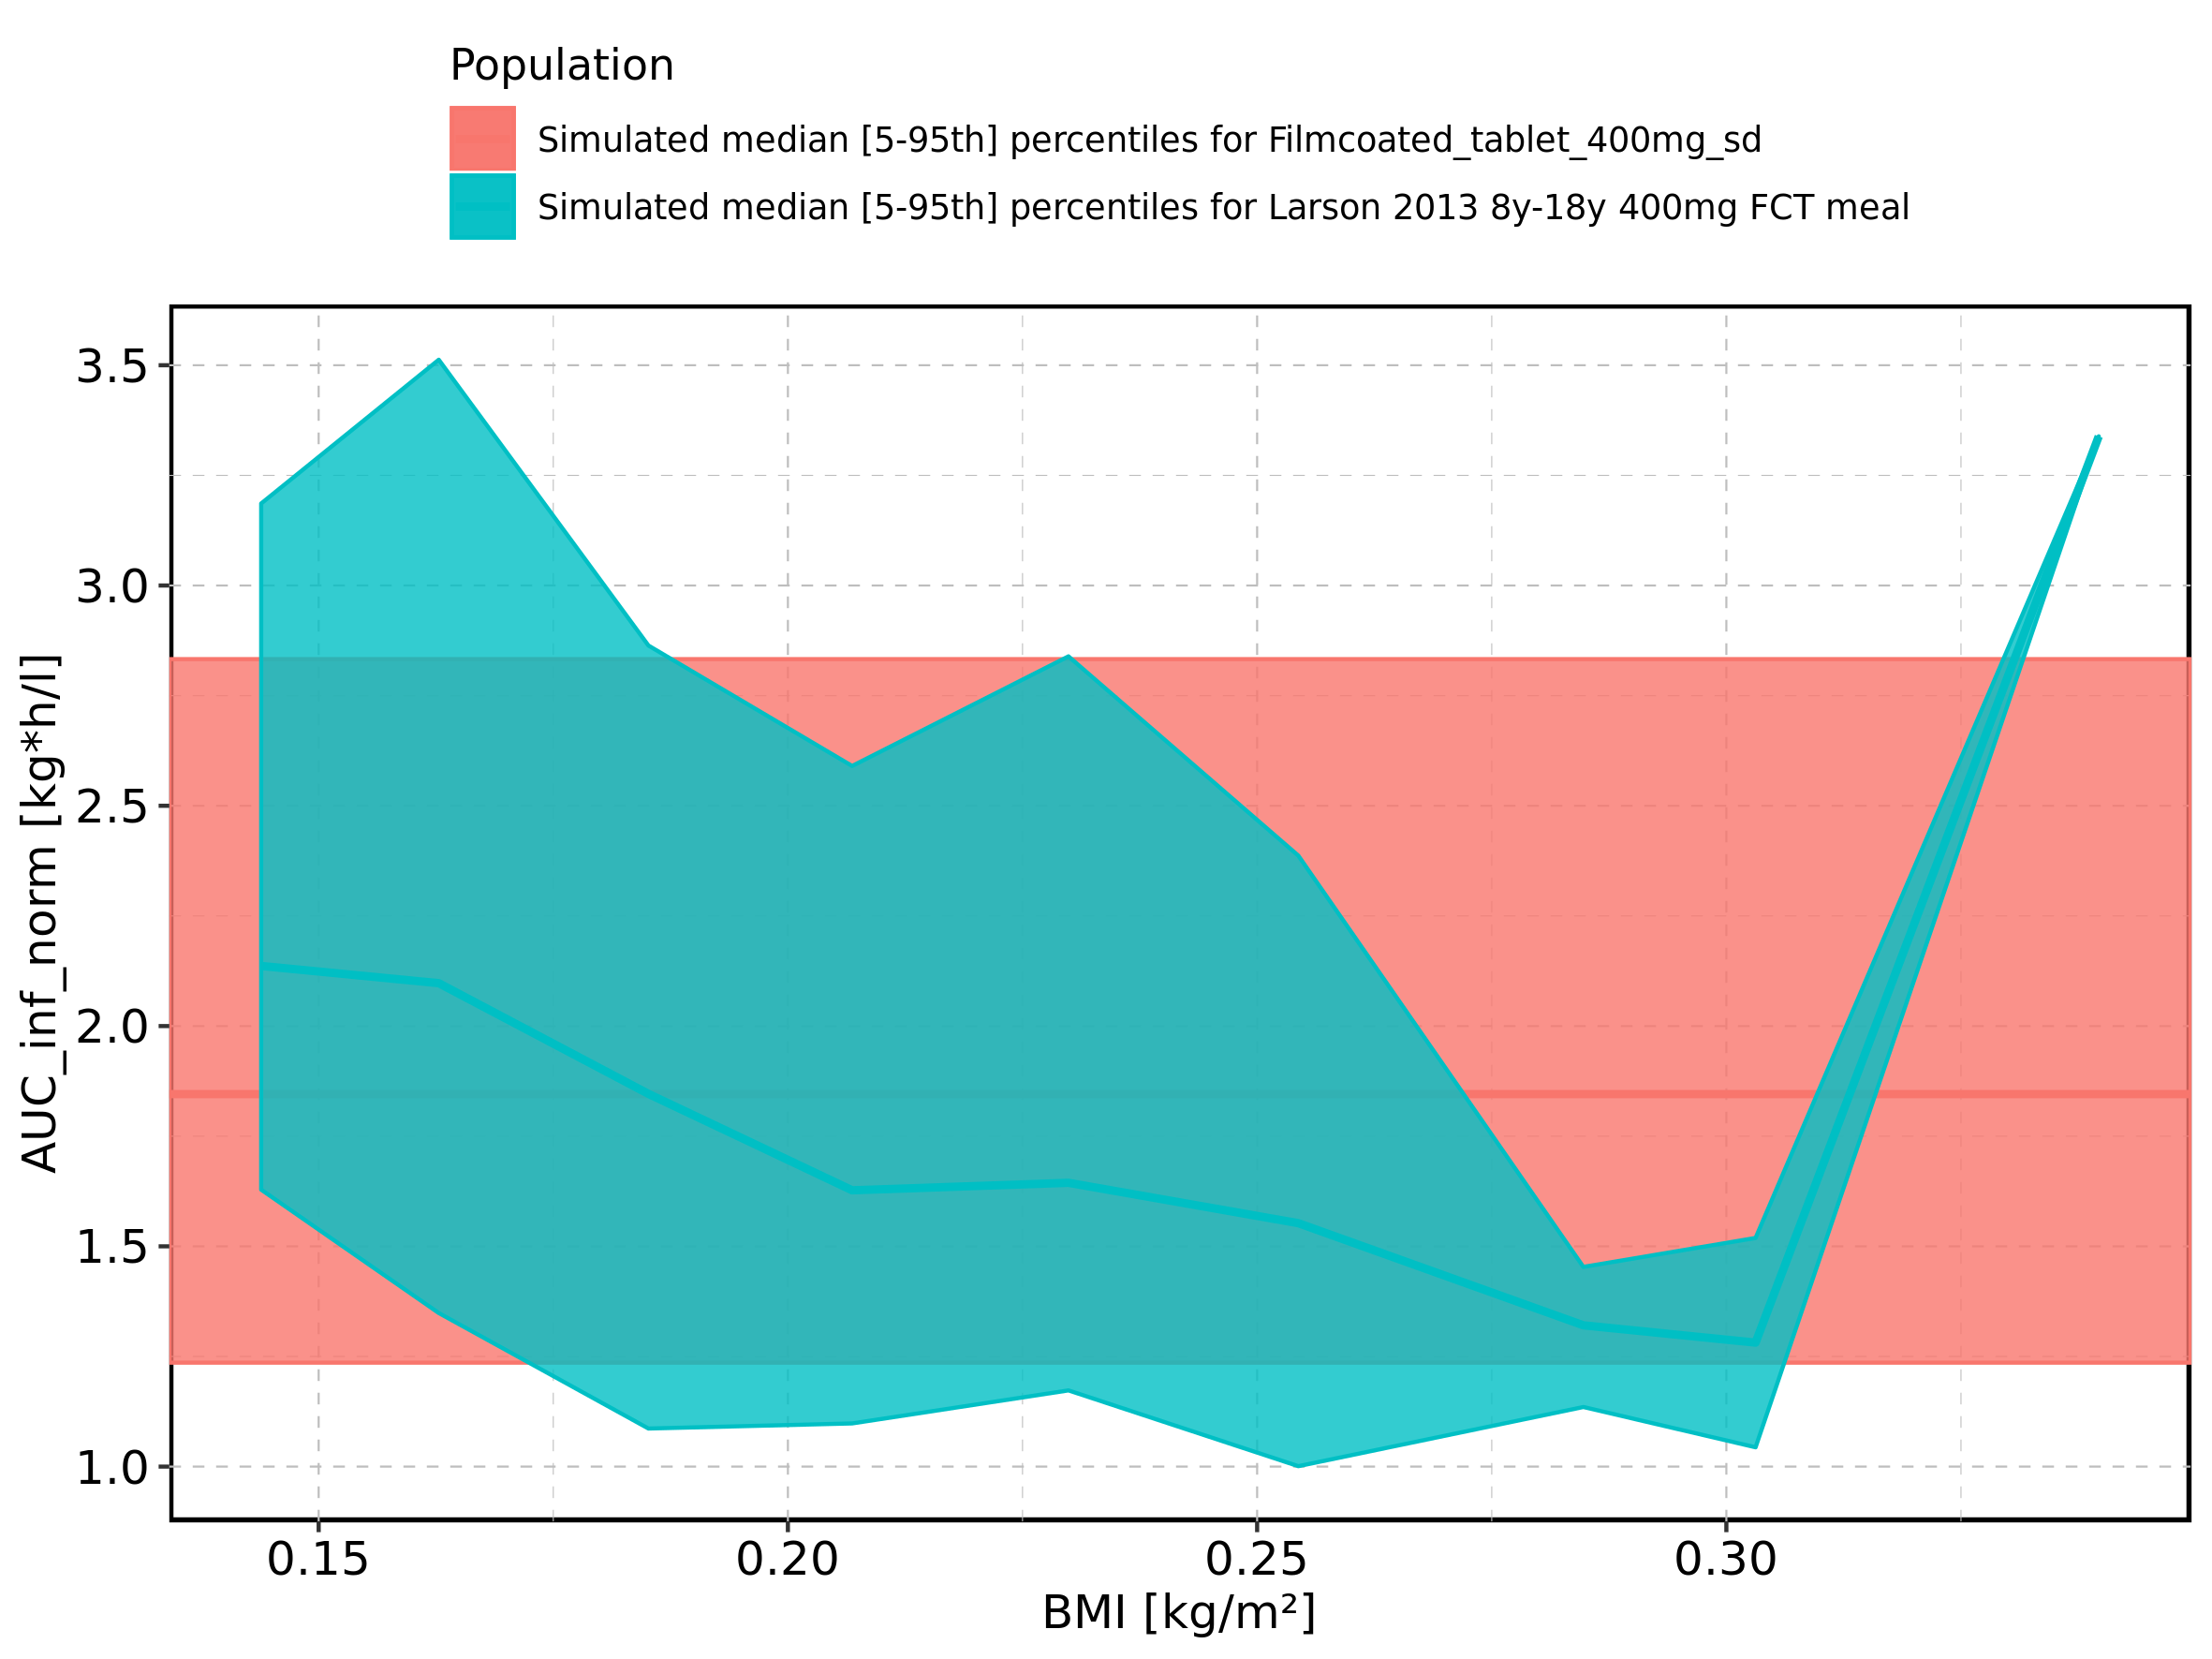 Population
Simulated median [5-95th] percentiles for Filmcoated_tablet_400mg_sd
Simulated median [5-95th] percentiles for Larson 2013 8y-18y 400mg FCT meal
AUC_inf_norm [kg*h/l]
3.5
3.0
2.5
2.0
1.5
1.0
0.15 0.20 0.25 0.30
BMI [kg/m²]